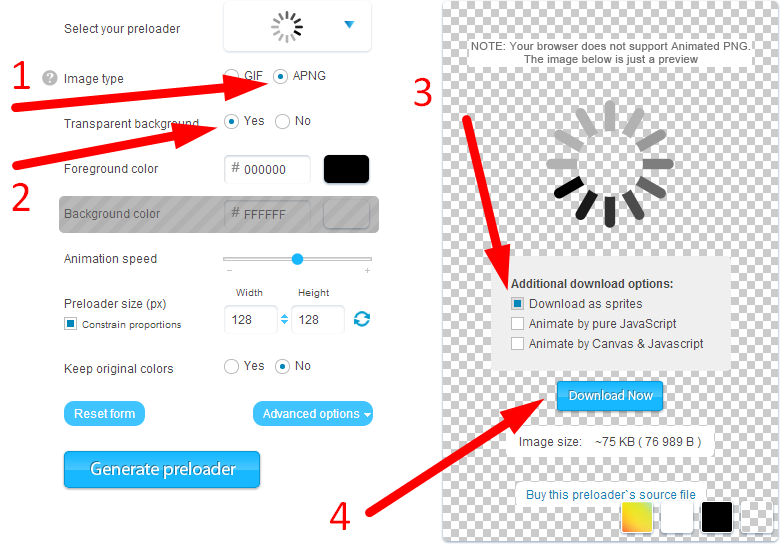 Select your preloader
1
? Image type GIF APNG
Transparent background Yes No
2
Foreground color # 000000
Background color # FFFFFF
Animation speed
− +
Width Height
Preloader size (px) 128 128
Constrain proportions
Keep original colors Yes No
Reset form Advanced options
Generate preloader
NOTE: Your browser does not support Animated PNG.
The image below is just a preview
3
Additional download options:
Download as sprites
Animate by pure JavaScript
Animate by Canvas & Javascript
Download Now
Image size: ~75 KB ( 76 989 B )
4
Buy this preloader`s source file